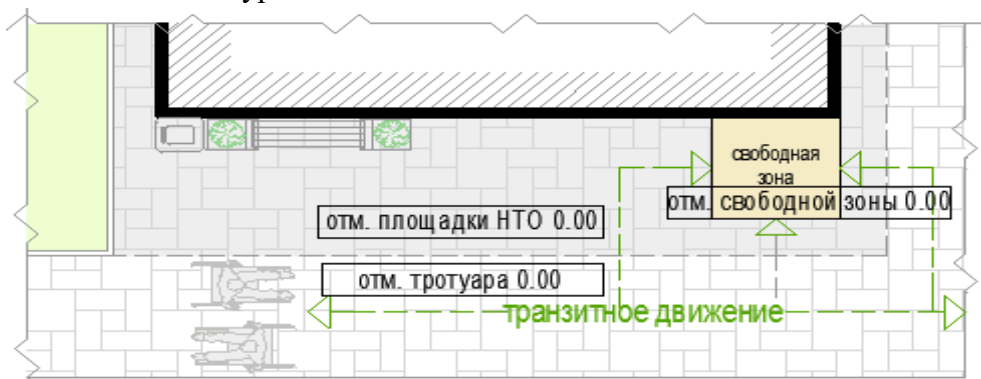 свободная
зона
отм. свободной зоны 0.00
отм. площадки НТО 0.00
отм. тротуара 0.00
транзитное движение